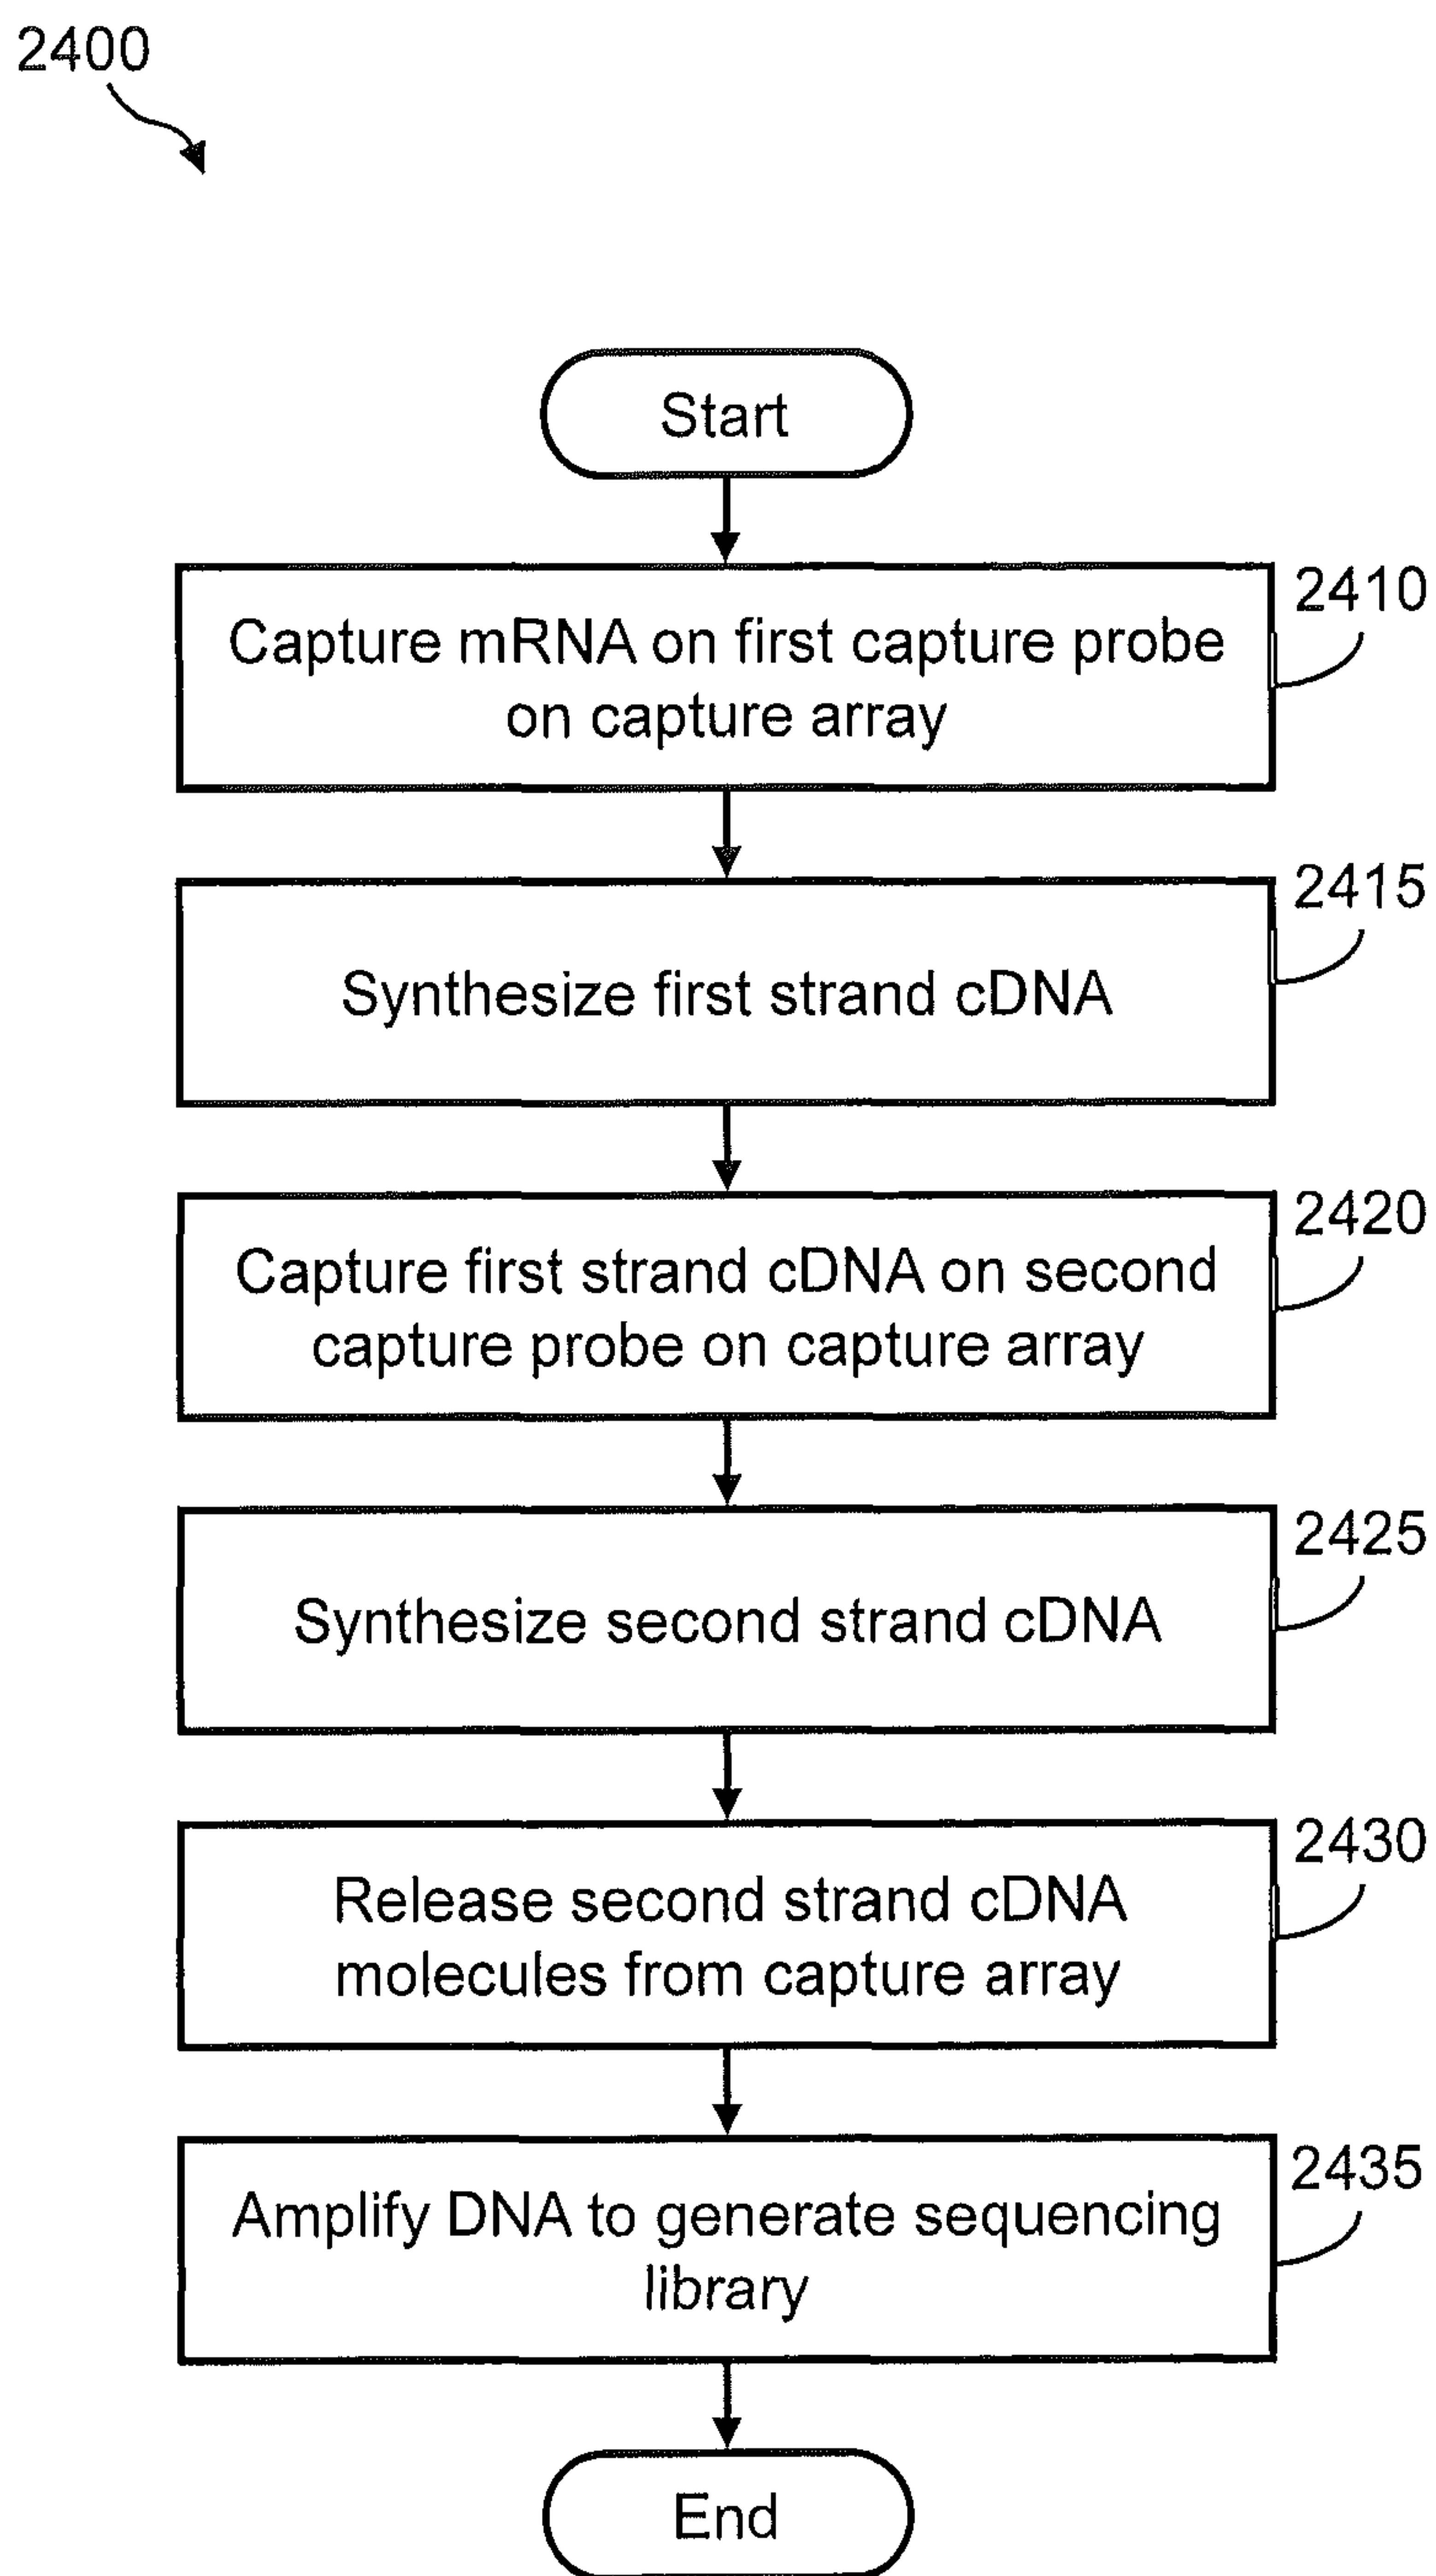 2400
Start
Capture mRNA on first capture probe
on capture array
2410
Synthesize first strand cDNA
2415
Capture first strand cDNA on second
capture probe on capture array
2420
Synthesize second strand cDNA
2425
Release second strand cDNA
molecules from capture array
2430
Amplify DNA to generate sequencing
library
2435
End